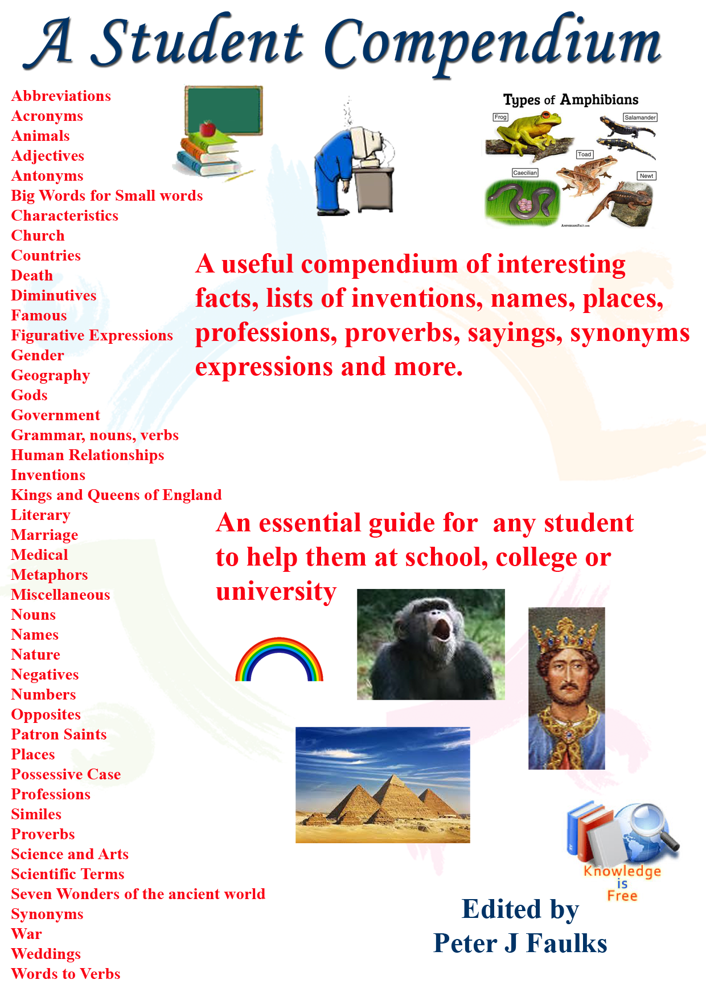 A Student Compendium
Abbreviations
Acronyms
Animals
Adjectives
Antonyms
Big Words for Small words
Characteristics
Church
Countries
Death
Diminutives
Famous
Figurative Expressions
Gender
Geography
Gods
Government
Grammar, nouns, verbs
Human Relationships
Inventions
Kings and Queens of England
Literary
Marriage
Medical
Metaphors
Miscellaneous
Nouns
Names
Nature
Negatives
Numbers
Opposites
Patron Saints
Places
Possessive Case
Professions
Similes
Proverbs
Science and Arts
Scientific Terms
Seven Wonders of the ancient world
Synonyms
War
Weddings
Words to Verbs
Types of Amphibians
Frog
Salamander
Toad
Caecilian
Newt
AmphibiansFact.com
A useful compendium of interesting
facts, lists of inventions, names, places,
professions, proverbs, sayings, synonyms
expressions and more.
An essential guide for any student
to help them at school, college or
university
Knowledge
is
Free
Edited by
Peter J Faulks